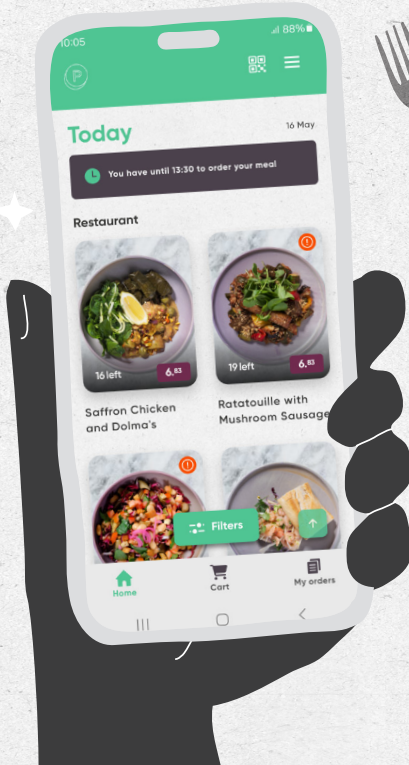 10:05
88%
P
Today
16 May
You have until 13:30 to order your meal
Restaurant
16 left
6.83
19 left
6.83
Saffron Chicken
and Dolma's
Ratatouille with
Mushroom Sausage
Filters
Home
Cart
My orders